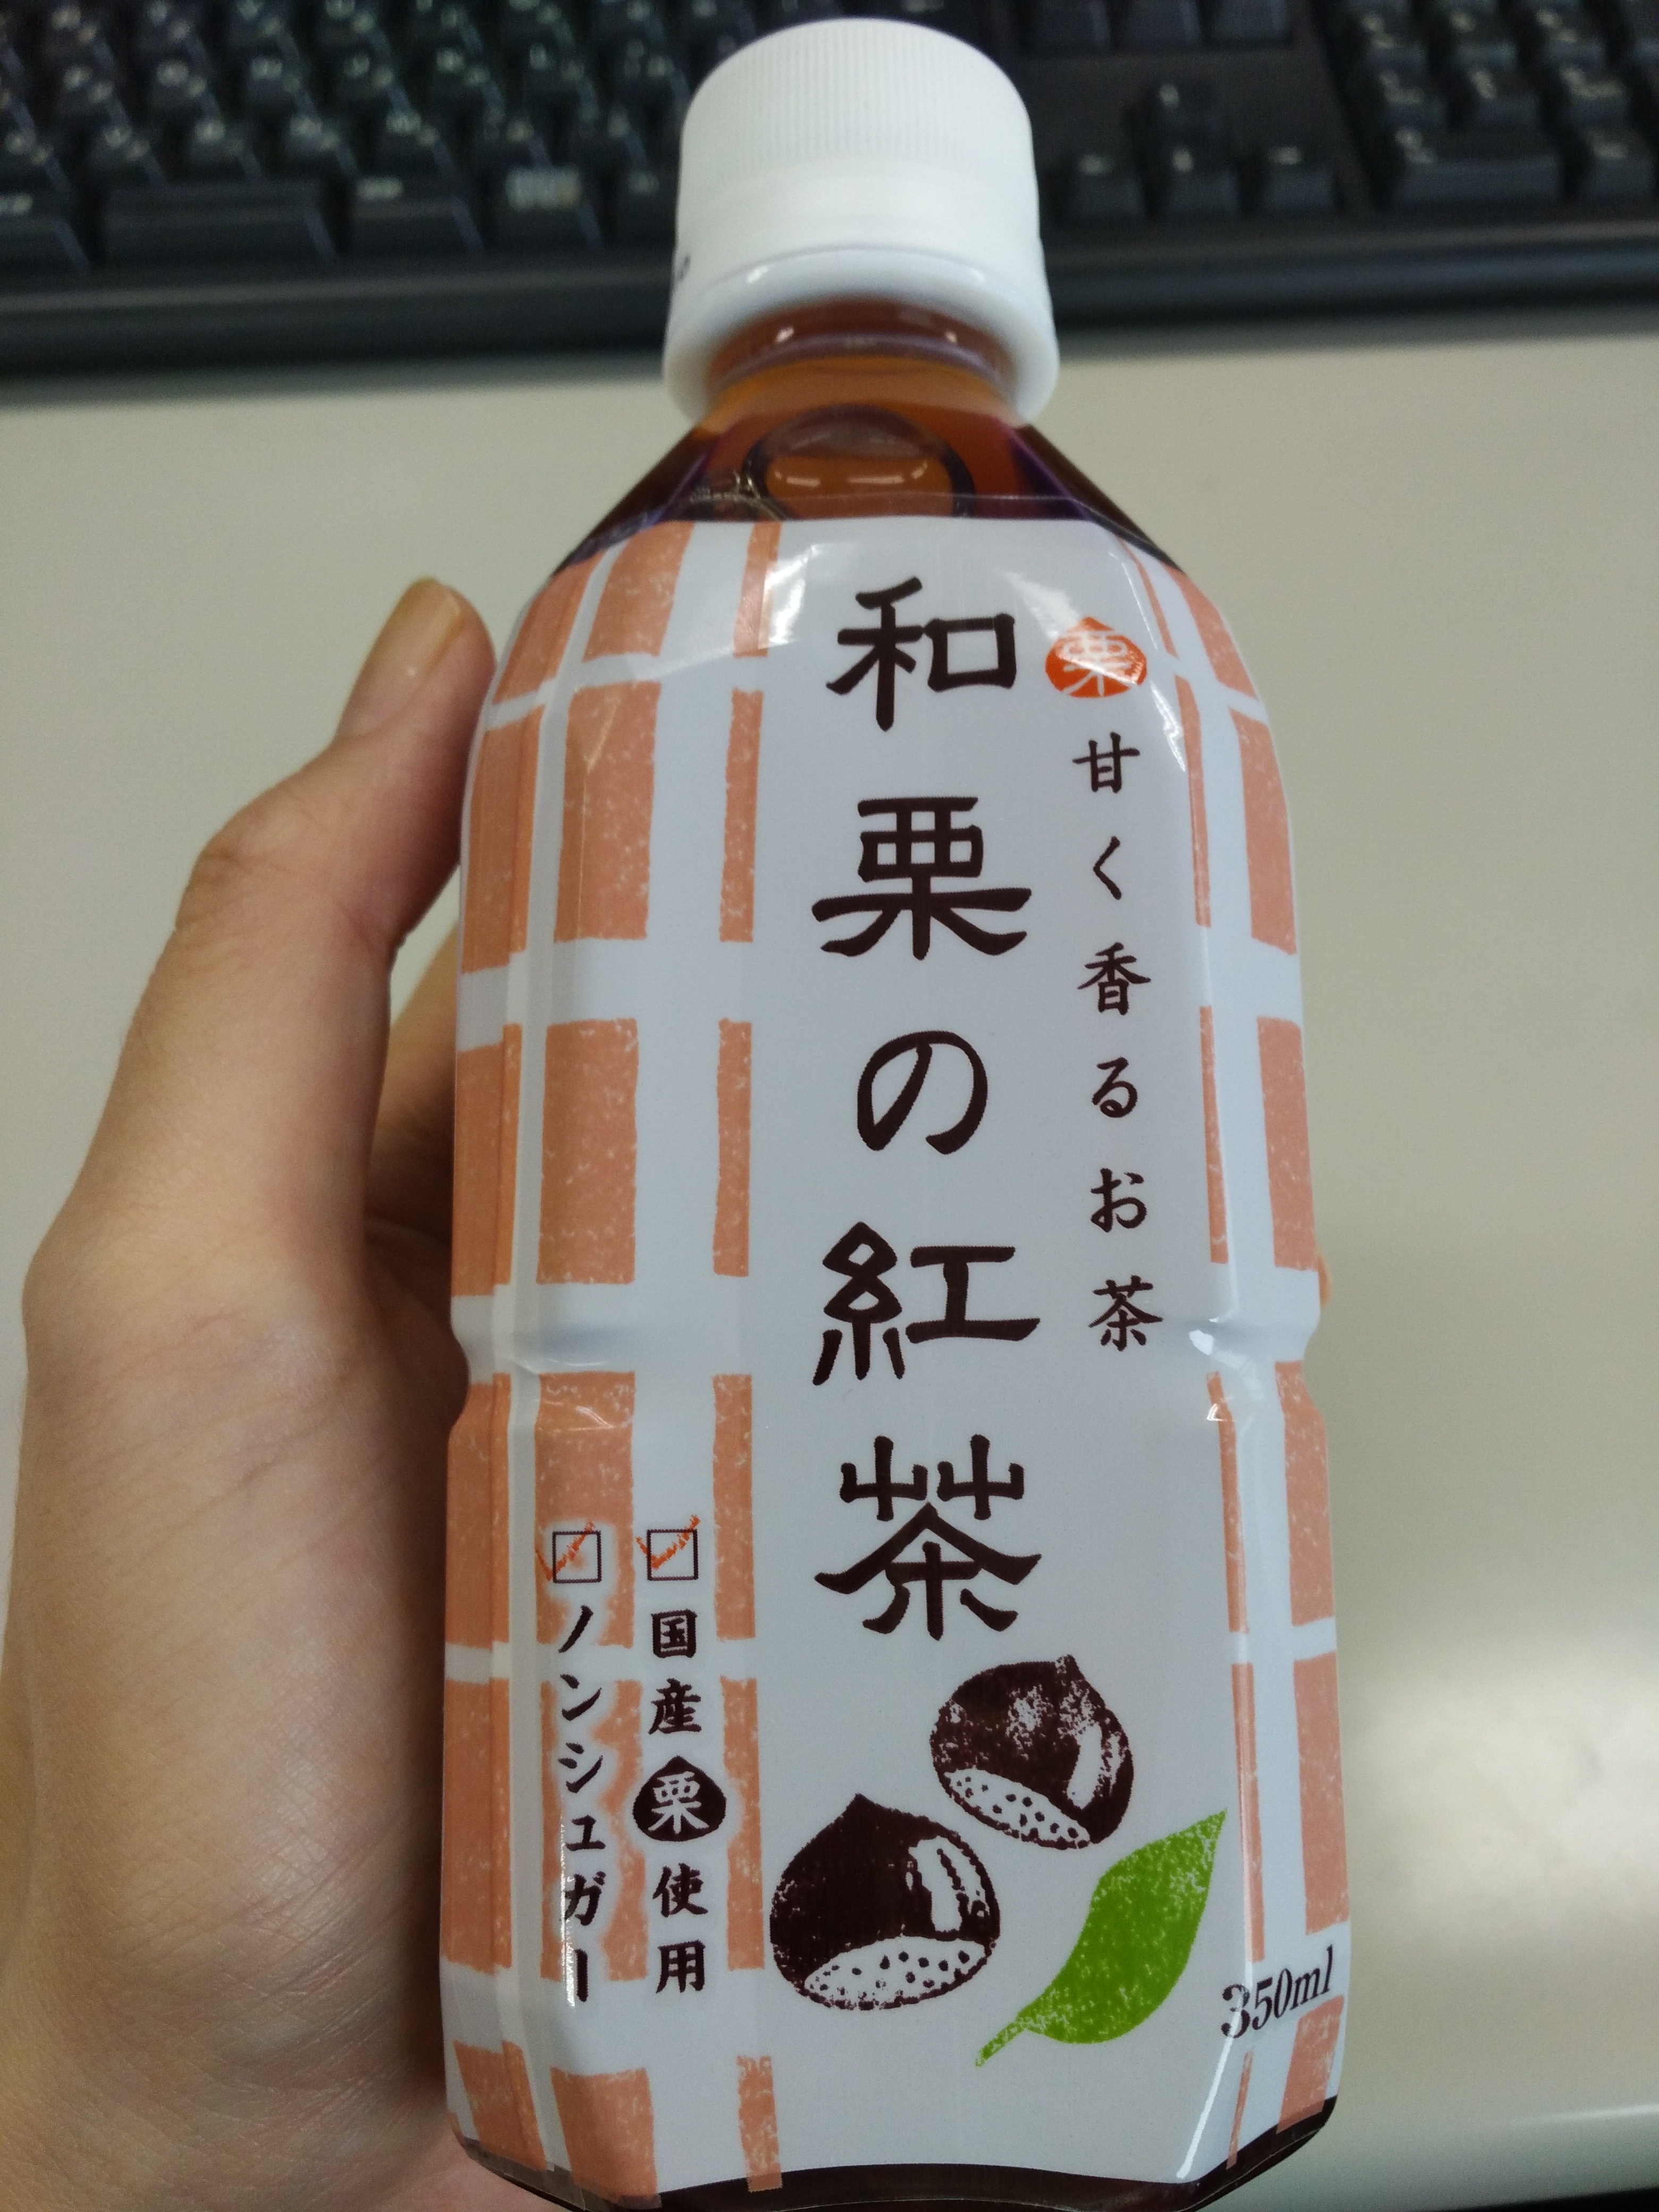 栗
甘く香るお茶
和栗の紅茶
国産栗使用
ノンシュガー
350ml